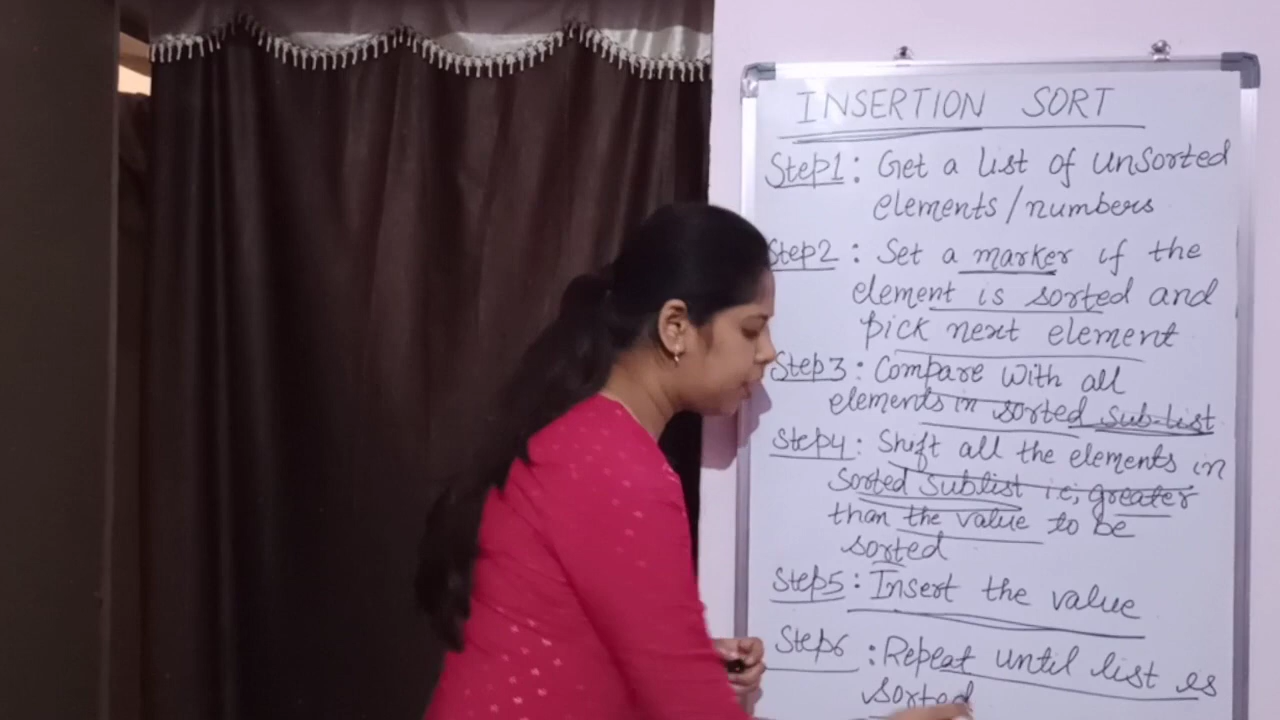 INSERTION SORT
Step1: Get a list of unsorted
elements/numbers
Step2: Set a marker if the
element is sorted and
pick next element
Step3: Compare with all
elements in sorted sub-list
Step4: Shift all the elements in
sorted sublist i.e; greater
than the value to be
sorted
Step5: Insert the value
Step6: Repeat until list is
sorted